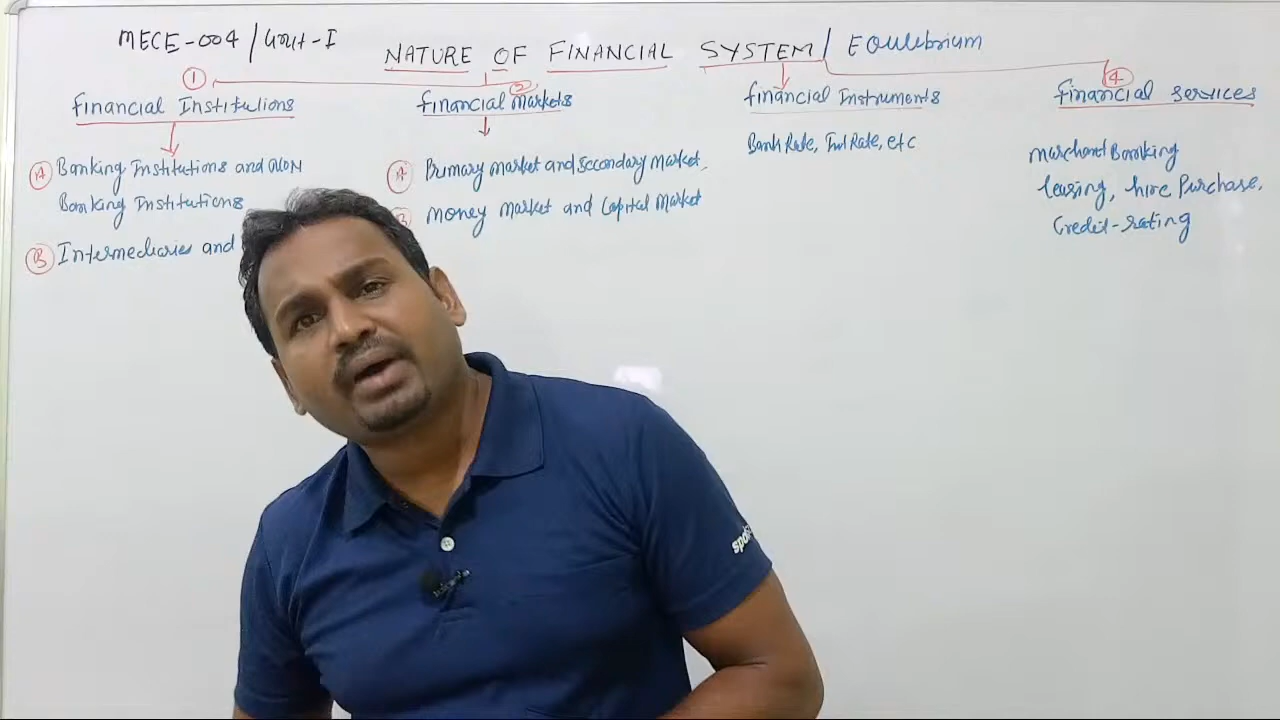 MECE-004 / Unit-I
NATURE OF FINANCIAL SYSTEM / EQUILIBRIUM
1
Financial Institutions
A Banking Institutions and NON
Banking Institutions
B Intermediaries and
2
financial Markets
A Primary market and Secondary Market,
B money market and Capital Market
financial Instruments
Bank Rate, Int Rate, etc
4
financial services
Merchant Banking
leasing, hire Purchase,
Credit-rating